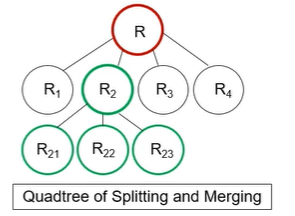 R
R₁ R₂ R₃ R₄
R₂₁ R₂₂ R₂₃
Quadtree of Splitting and Merging